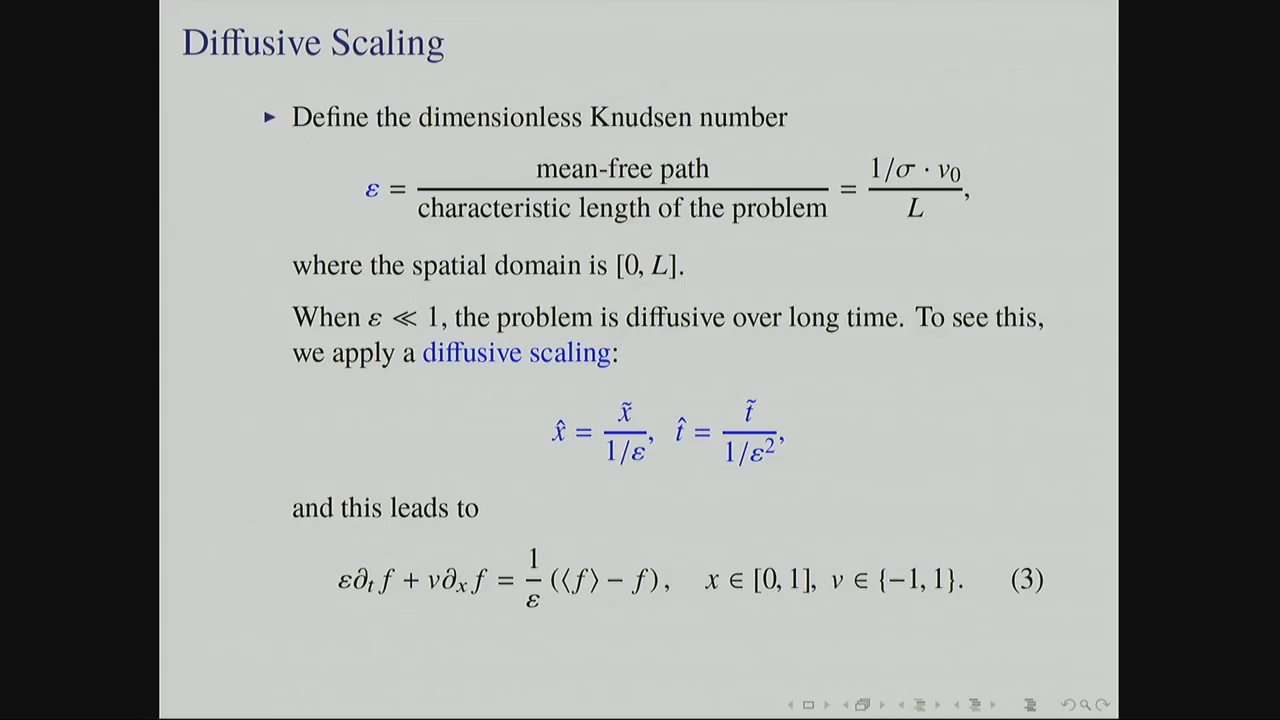 Diffusive Scaling
▸ Define the dimensionless Knudsen number
ε = mean-free path / characteristic length of the problem = 1/σ · v₀ / L,
where the spatial domain is [0, L].
When ε ≪ 1, the problem is diffusive over long time. To see this,
we apply a diffusive scaling:
x̂ = x̃ / 1/ε, t̂ = t̃ / 1/ε²,
and this leads to
ε∂ₜf + v∂ₓf = 1/ε (⟨f⟩ − f), x ∈ [0, 1], v ∈ {−1, 1}. (3)